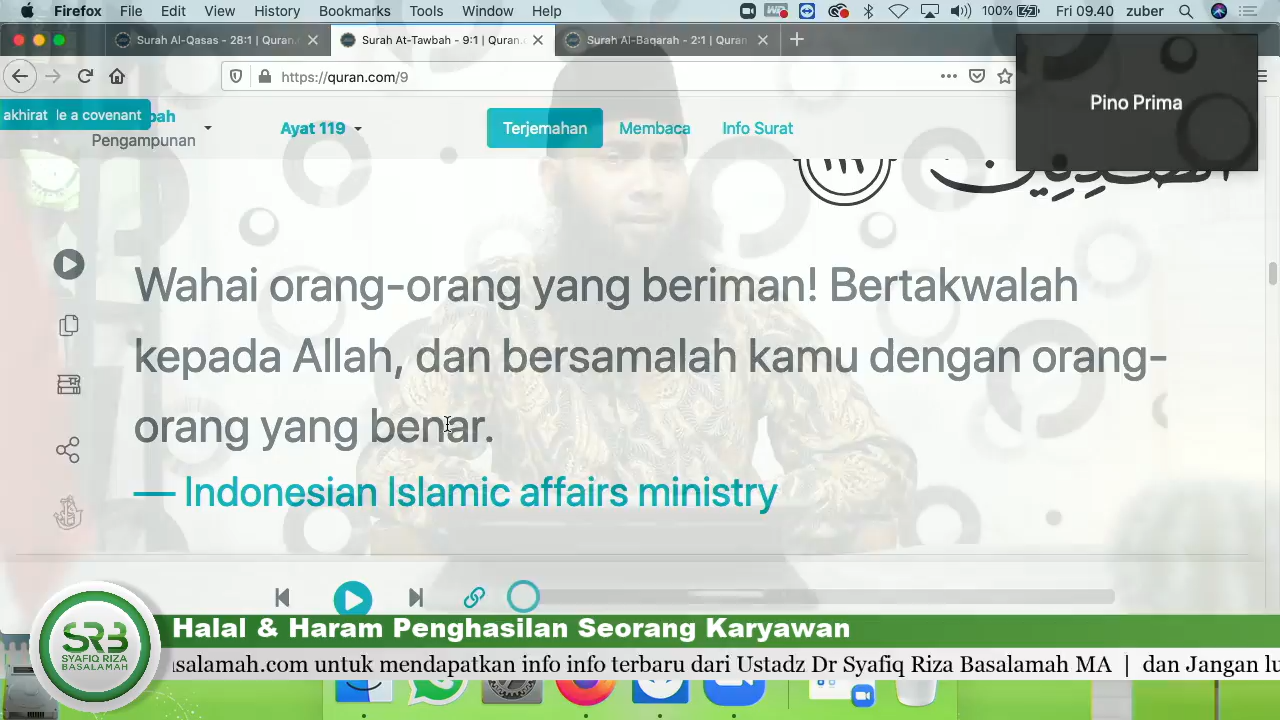 Firefox File Edit View History Bookmarks Tools Window Help 100% Fri 09.40 zuber
Surah Al-Qasas - 28:1 | Quran.
Surah At-Tawbah - 9:1 | Quran.
Surah Al-Baqarah - 2:1 | Quran
https://quran.com/9
Pino Prima
akhirat le a covenant bah
Pengampunan
Ayat 119
Terjemahan Membaca Info Surat
Wahai orang-orang yang beriman! Bertakwalah
kepada Allah, dan bersamalah kamu dengan orang-
orang yang benar.
— Indonesian Islamic affairs ministry
Halal & Haram Penghasilan Seorang Karyawan
SRB
SYAFIQ RIZA
BASALAMAH
asalamah.com untuk mendapatkan info info terbaru dari Ustadz Dr Syafiq Riza Basalamah MA | dan Jangan lu